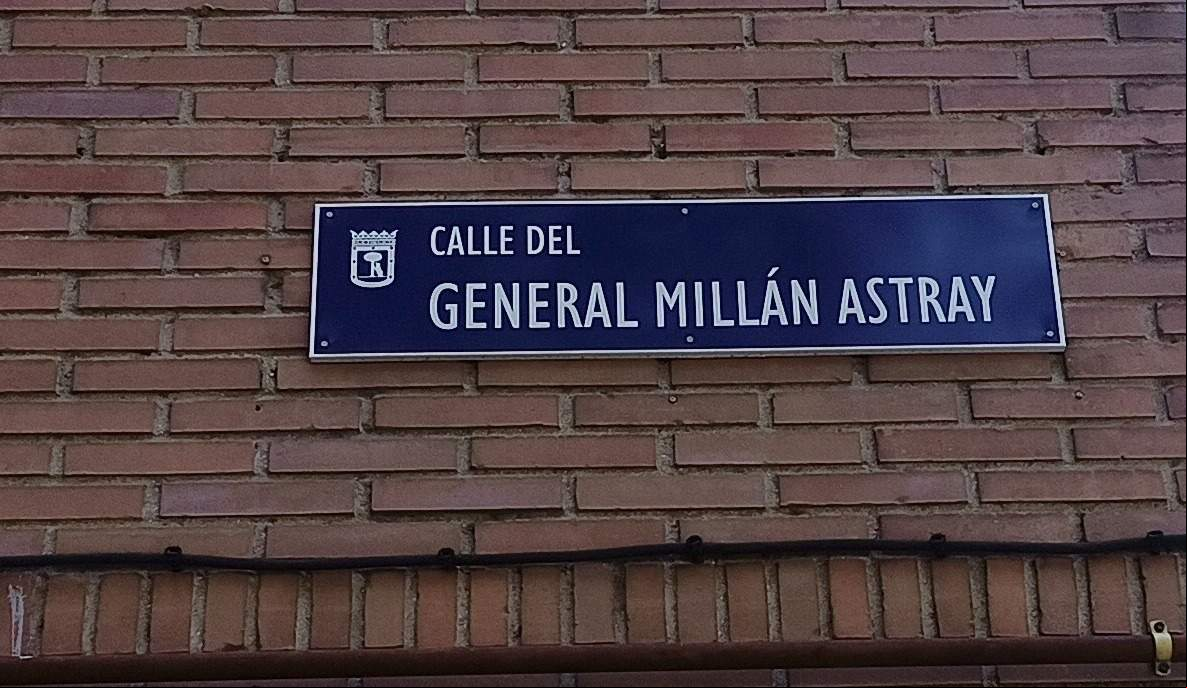 CALLE DEL
GENERAL MILLÁN ASTRAY